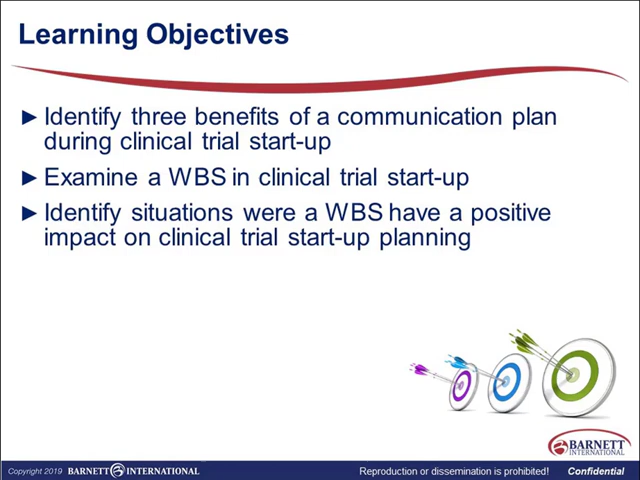 Learning Objectives
► Identify three benefits of a communication plan
during clinical trial start-up
► Examine a WBS in clinical trial start-up
► Identify situations were a WBS have a positive
impact on clinical trial start-up planning
BARNETT
INTERNATIONAL
Copyright 2019 BARNETT INTERNATIONAL Reproduction or dissemination is prohibited! Confidential